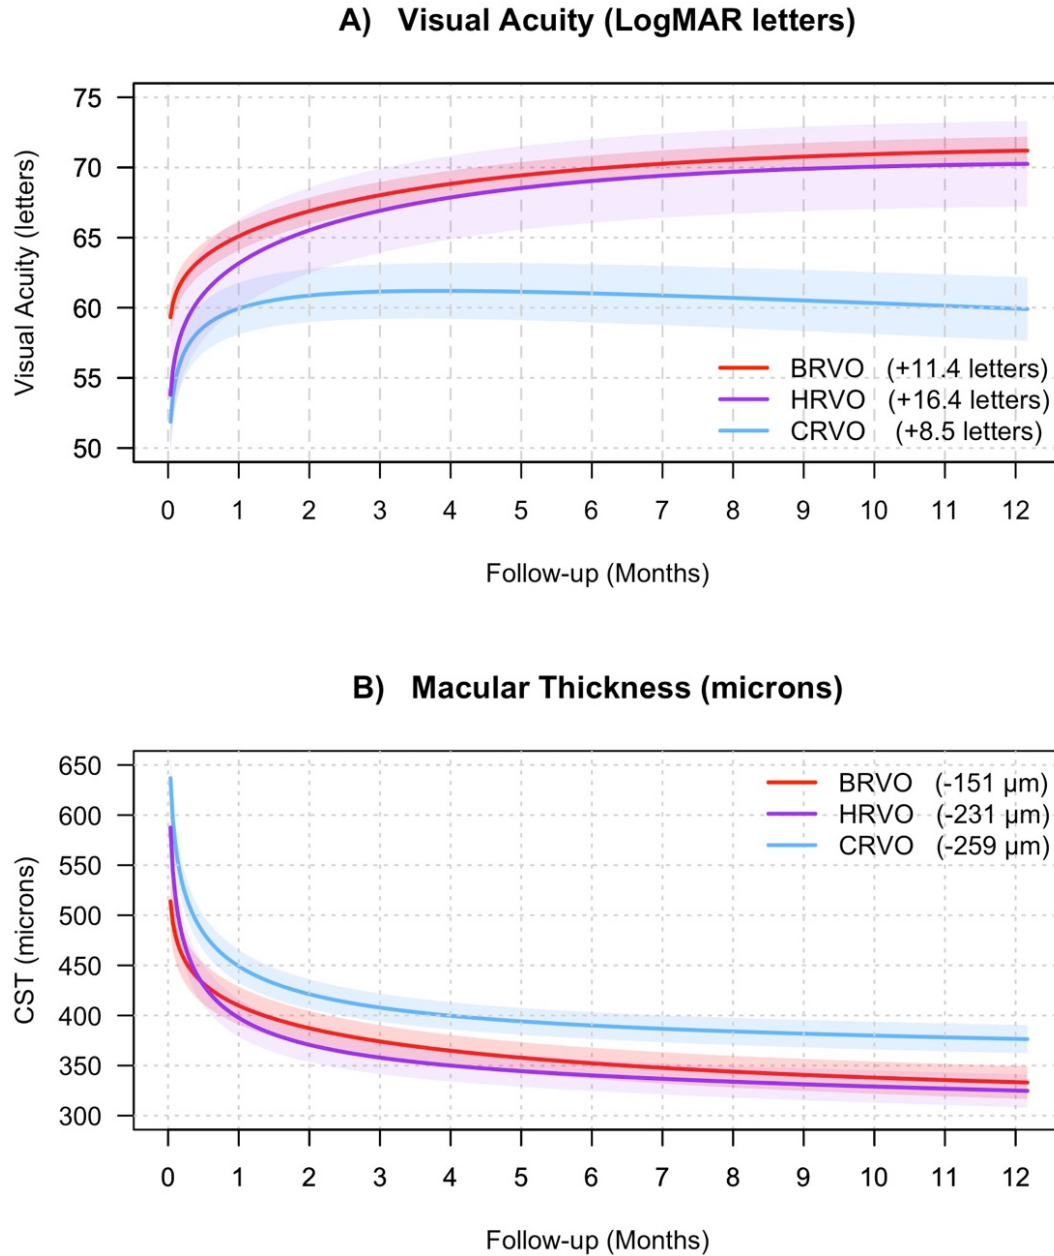 A) Visual Acuity (LogMAR letters)
Visual Acuity (letters)
75
70
65
60
55
50
BRVO (+11.4 letters)
HRVO (+16.4 letters)
CRVO (+8.5 letters)
0 1 2 3 4 5 6 7 8 9 10 11 12
Follow-up (Months)
B) Macular Thickness (microns)
CST (microns)
650
600
550
500
450
400
350
300
BRVO (-151 µm)
HRVO (-231 µm)
CRVO (-259 µm)
0 1 2 3 4 5 6 7 8 9 10 11 12
Follow-up (Months)